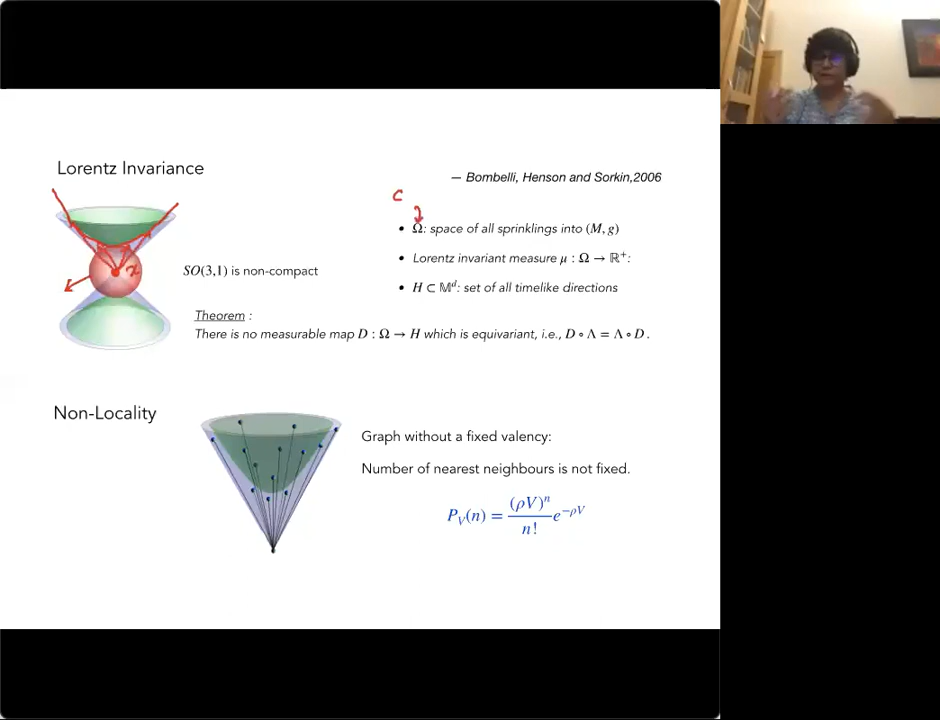 Lorentz Invariance
— Bombelli, Henson and Sorkin,2006
C
• Ω: space of all sprinklings into (M, g)
• Lorentz invariant measure μ : Ω → ℝ⁺:
• H ⊂ 𝕄ᵈ: set of all timelike directions
x
SO(3,1) is non-compact
Theorem :
There is no measurable map D : Ω → H which is equivariant, i.e., D ∘ Λ = Λ ∘ D .
Non-Locality
Graph without a fixed valency:
Number of nearest neighbours is not fixed.
P_V(n) = (ρV)ⁿ / n! e^{−ρV}